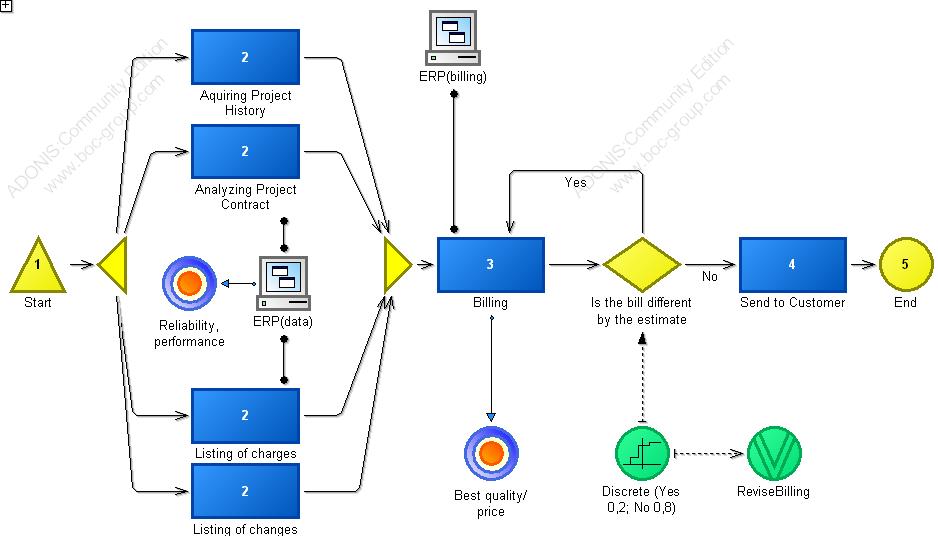 ADONIS:Community Edition
www.boc-group.com
ADONIS:Community Edition
www.boc-group.com
2
Aquiring Project
History
ERP(billing)
2
Analyzing Project
Contract
Yes
1
Start
Reliability,
performance
ERP(data)
3
Billing
Is the bill different
by the estimate
No
4
Send to Customer
5
End
2
Listing of charges
2
Listing of changes
Best quality/
price
Discrete (Yes
0,2; No 0,8)
ReviseBilling